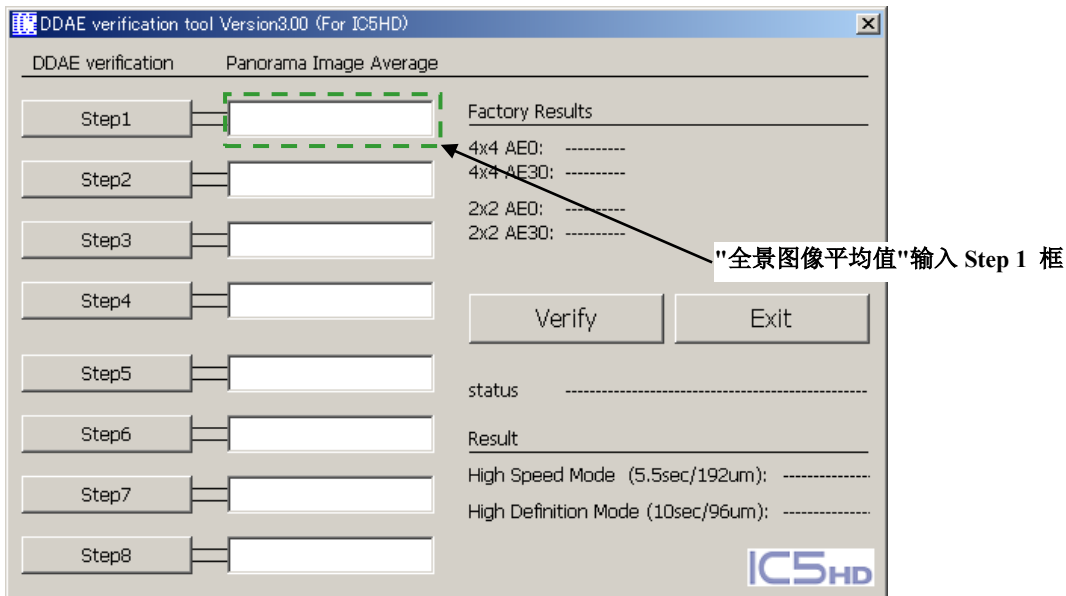 DDAE verification tool Version3.00 (For IC5HD)
DDAE verification Panorama Image Average
Step1
Step2
Step3
Step4
Step5
Step6
Step7
Step8
Factory Results
4x4 AE0: ----------
4x4 AE30: ----------
2x2 AE0: ----------
2x2 AE30: ----------
"全景图像平均值"输入 Step 1 框
Verify Exit
status --------------------------------------------------
Result
High Speed Mode (5.5sec/192um): ---------------
High Definition Mode (10sec/96um): ---------------
IC5HD